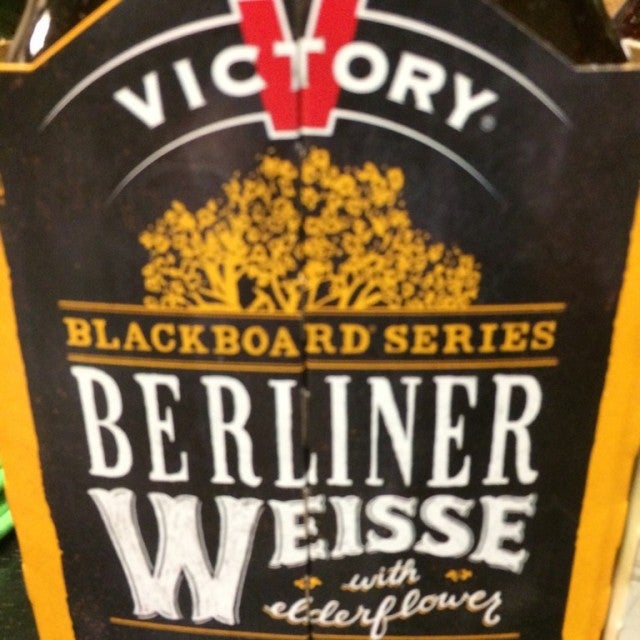 VICTORY
BLACKBOARD® SERIES
BERLINER
WEISSE
with
elderflower